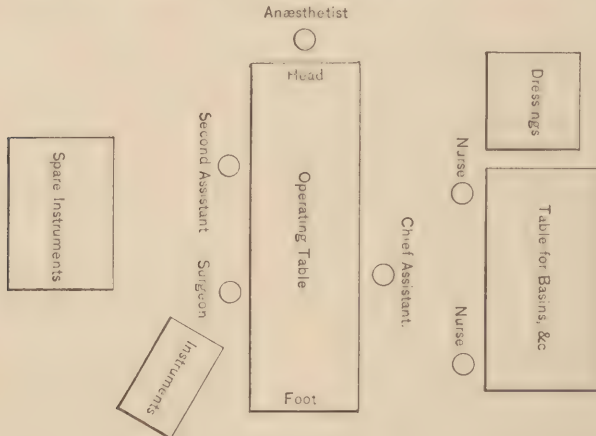 Anæsthetist
Head
Dressings
Second Assistant
Nurse
Spare Instruments
Operating Table
Chief Assistant.
Table for Basins, &c
Surgeon
Nurse
Instruments
Foot